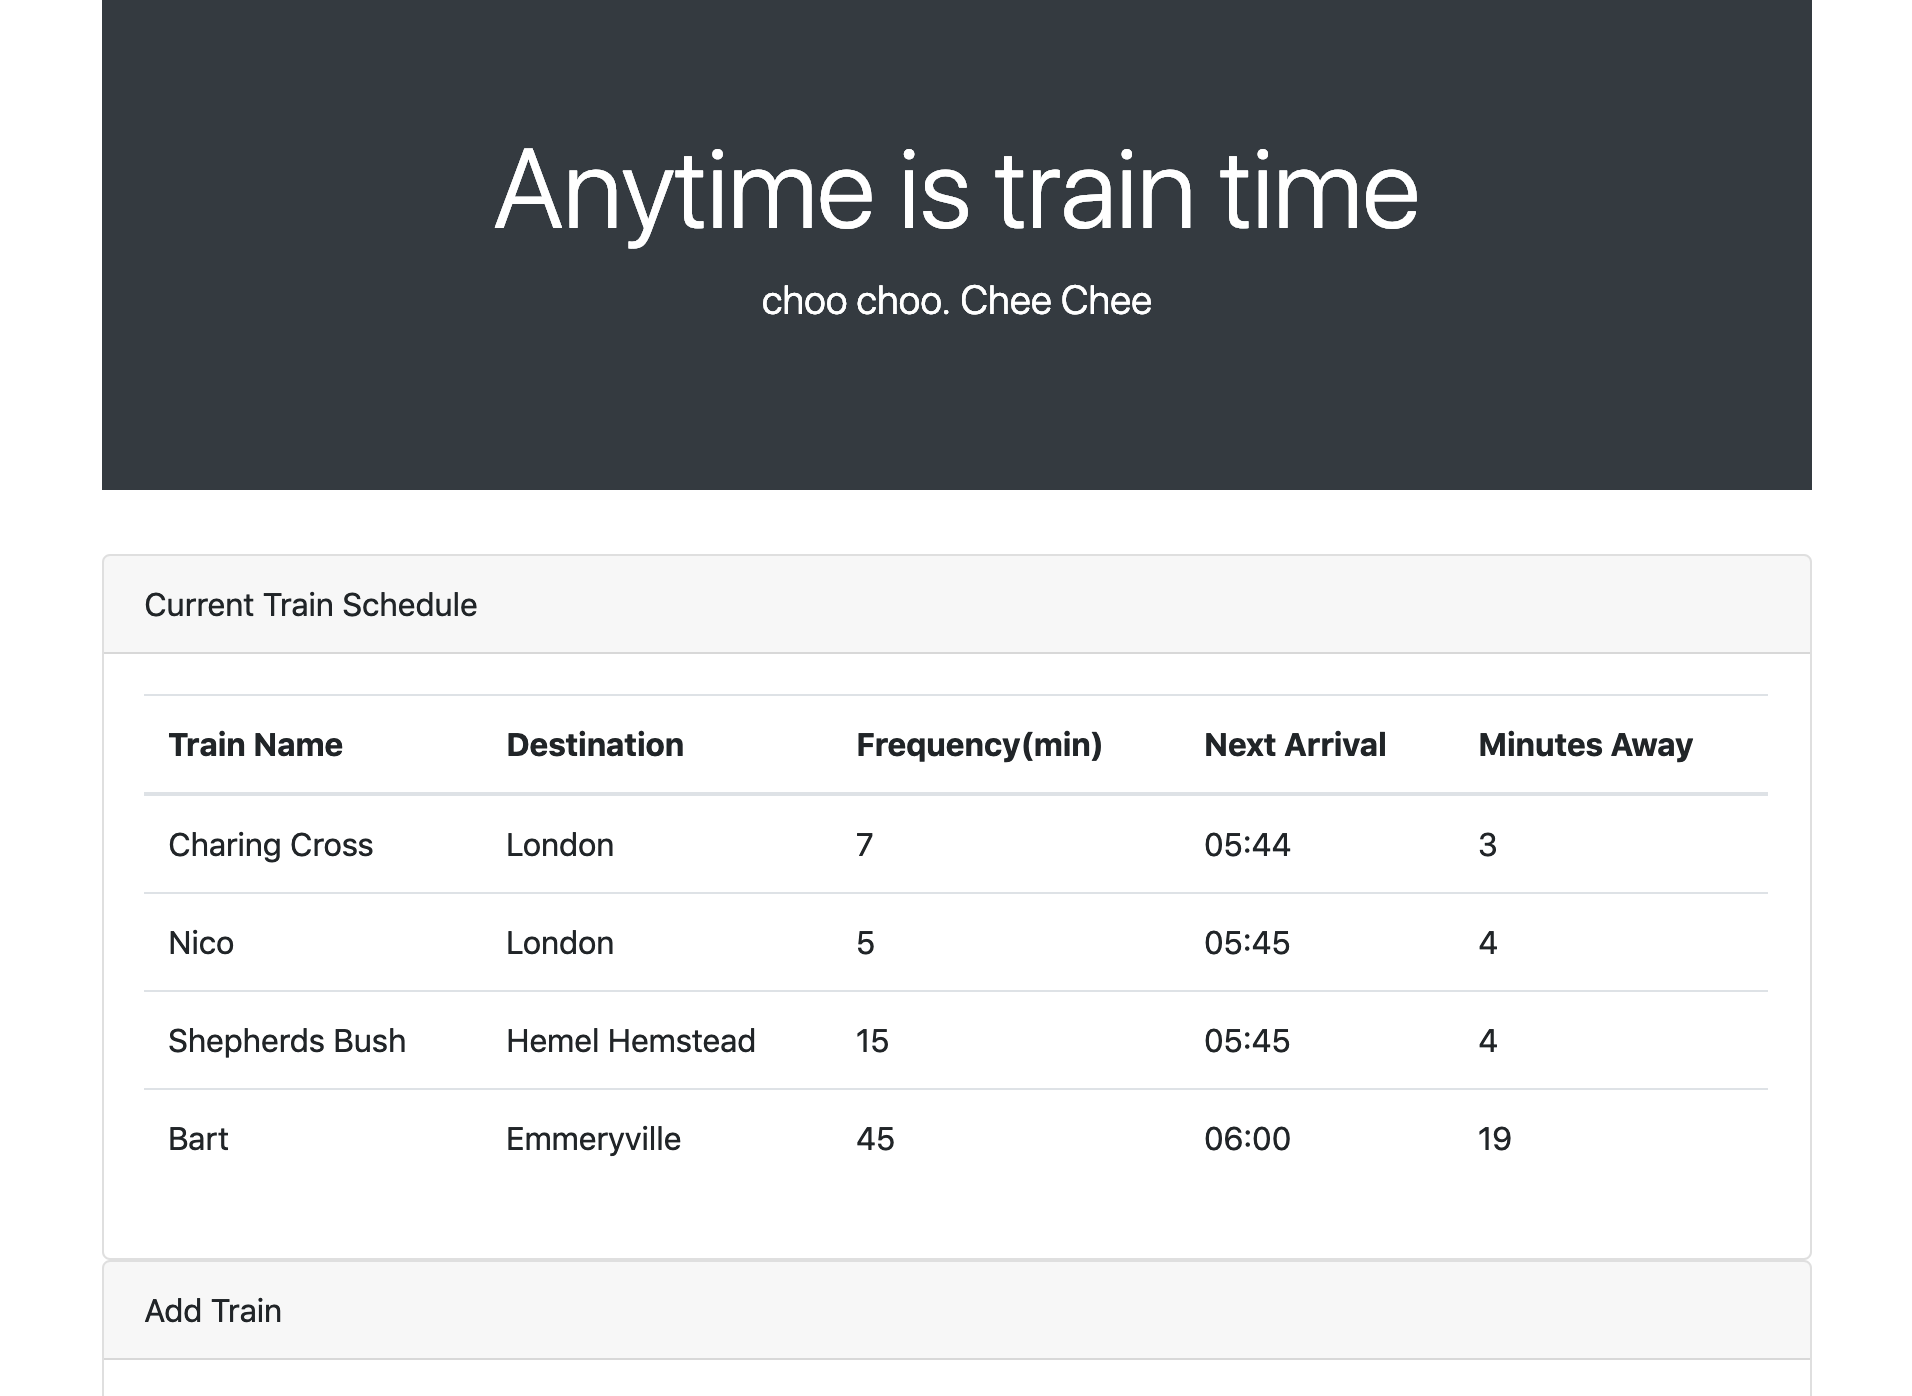 Anytime is train time
choo choo. Chee Chee
Current Train Schedule
Train Name Destination Frequency(min) Next Arrival Minutes Away
Charing Cross London 7 05:44 3
Nico London 5 05:45 4
Shepherds Bush Hemel Hemstead 15 05:45 4
Bart Emmeryville 45 06:00 19
Add Train